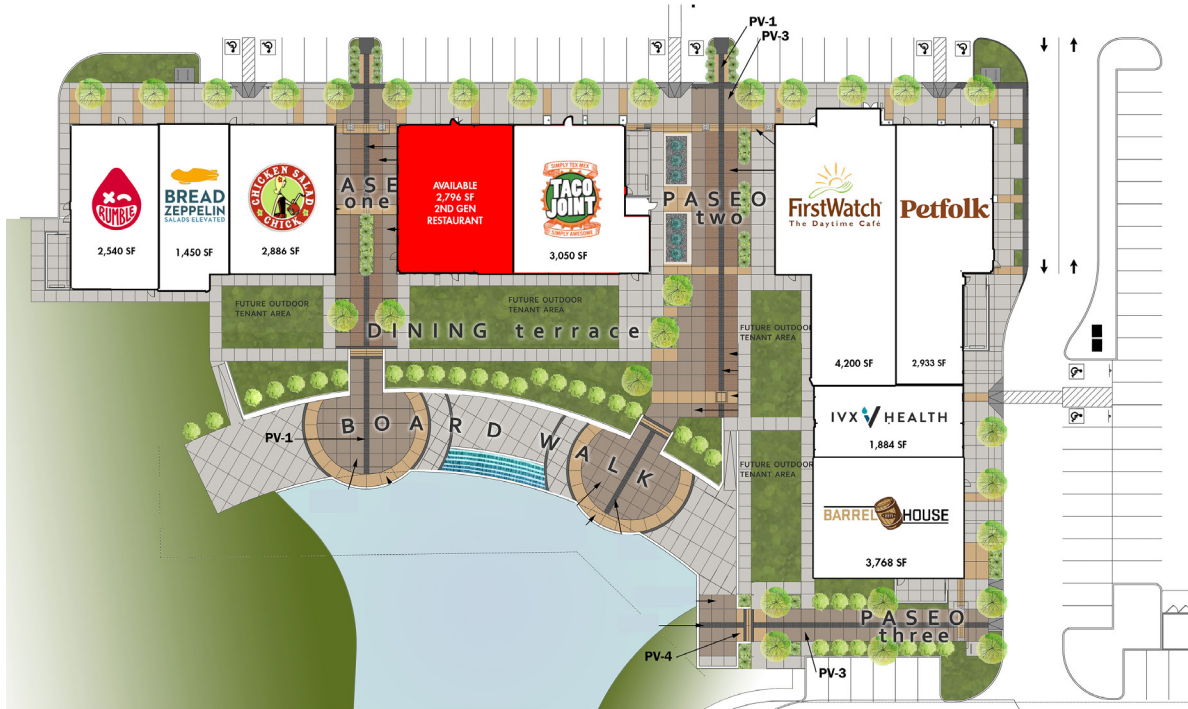 PV-1
PV-3
RUMBLE
2,540 SF
BREAD
ZEPPELIN
SALADS ELEVATED
1,450 SF
CHICKEN SALAD
CHICK
2,886 SF
ASE
one
AVAILABLE
2,796 SF
2ND GEN
RESTAURANT
SIMPLY TEX MEX
TACO
JOINT
SIMPLY AWESOME
3,050 SF
PASEO
two
FirstWatch
The Daytime Café
4,200 SF
Petfolk
2,933 SF
FUTURE OUTDOOR
TENANT AREA
FUTURE OUTDOOR
TENANT AREA
DINING terrace
FUTURE OUTDOOR
TENANT AREA
BOARDWALK
PV-1
IVX HEALTH
1,884 SF
FUTURE OUTDOOR
TENANT AREA
BARREL HOUSE
3,768 SF
PASEO
three
PV-4
PV-3